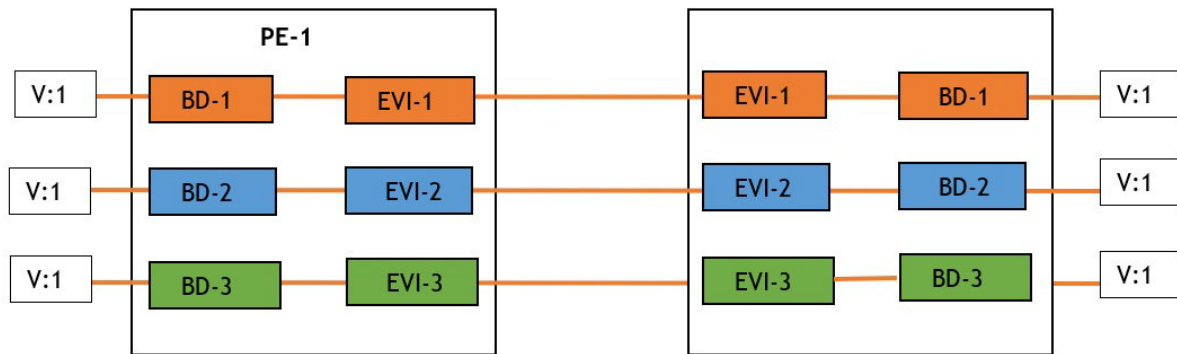 PE-1
V:1 BD-1 EVI-1 EVI-1 BD-1 V:1
V:1 BD-2 EVI-2 EVI-2 BD-2 V:1
V:1 BD-3 EVI-3 EVI-3 BD-3 V:1